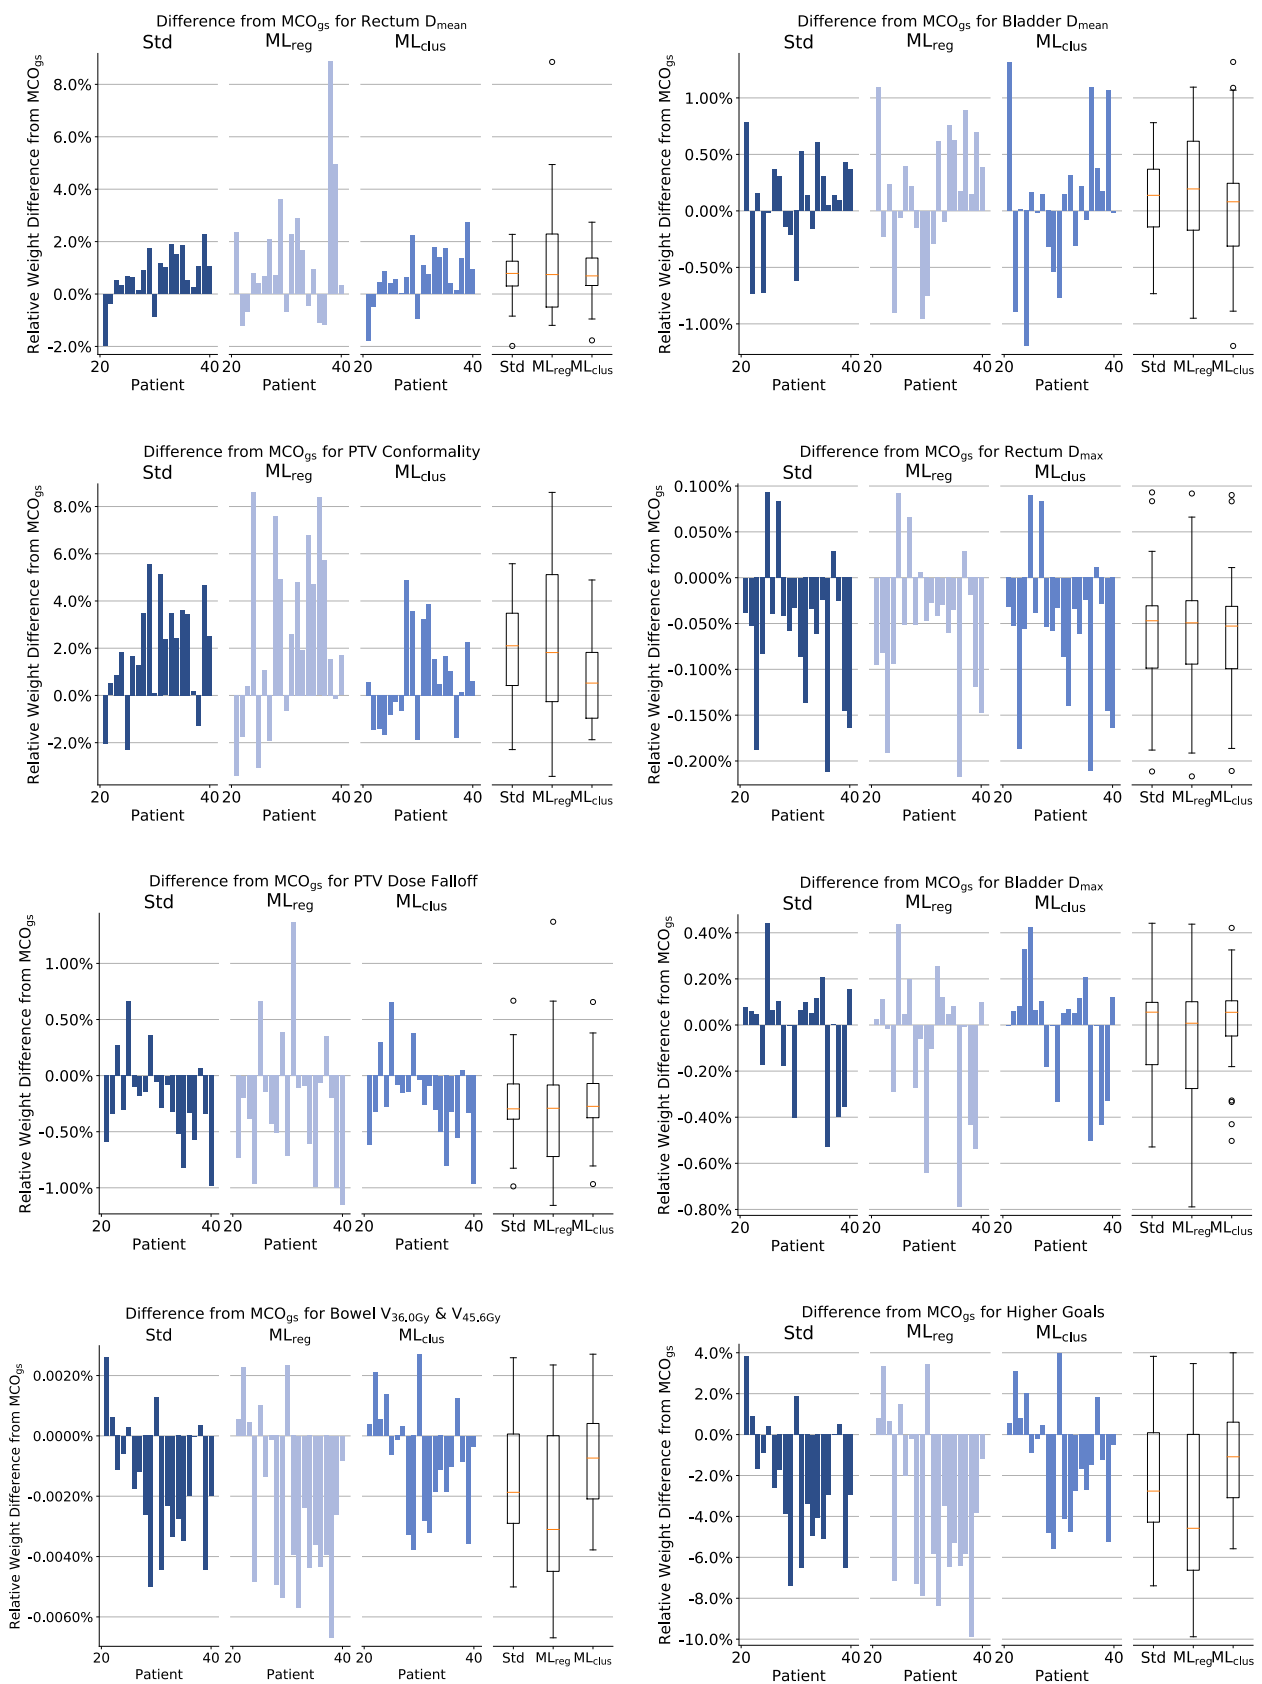 Difference from MCOgs for Rectum Dmean
Std MLreg MLclus
Relative Weight Difference from MCOgs
8.0%
6.0%
4.0%
2.0%
0.0%
-2.0%
20 40 20 40 20 40
Std MLreg MLclus
Patient Patient Patient
Difference from MCOgs for Bladder Dmean
Std MLreg MLclus
Relative Weight Difference from MCOgs
1.00%
0.50%
0.00%
-0.50%
-1.00%
20 40 20 40 20 40
Std MLreg MLclus
Patient Patient Patient
Difference from MCOgs for PTV Conformality
Std MLreg MLclus
Relative Weight Difference from MCOgs
8.0%
6.0%
4.0%
2.0%
0.0%
-2.0%
20 40 20 40 20 40
Std MLreg MLclus
Patient Patient Patient
Difference from MCOgs for Rectum Dmax
Std MLreg MLclus
Relative Weight Difference from MCOgs
0.100%
0.050%
0.000%
-0.050%
-0.100%
-0.150%
-0.200%
20 40 20 40 20 40
Std MLreg MLclus
Patient Patient Patient
Difference from MCOgs for PTV Dose Falloff
Std MLreg MLclus
Relative Weight Difference from MCOgs
1.00%
0.50%
0.00%
-0.50%
-1.00%
20 40 20 40 20 40
Std MLreg MLclus
Patient Patient Patient
Difference from MCOgs for Bladder Dmax
Std MLreg MLclus
Relative Weight Difference from MCOgs
0.40%
0.20%
0.00%
-0.20%
-0.40%
-0.60%
-0.80%
20 40 20 40 20 40
Std MLreg MLclus
Patient Patient Patient
Difference from MCOgs for Bowel V36.0Gy & V45.6Gy
Std MLreg MLclus
Relative Weight Difference from MCOgs
0.0020%
0.0000%
-0.0020%
-0.0040%
-0.0060%
20 40 20 40 20 40
Std MLreg MLclus
Patient Patient Patient
Difference from MCOgs for Higher Goals
Std MLreg MLclus
Relative Weight Difference from MCOgs
4.0%
2.0%
0.0%
-2.0%
-4.0%
-6.0%
-8.0%
-10.0%
20 40 20 40 20 40
Std MLreg MLclus
Patient Patient Patient